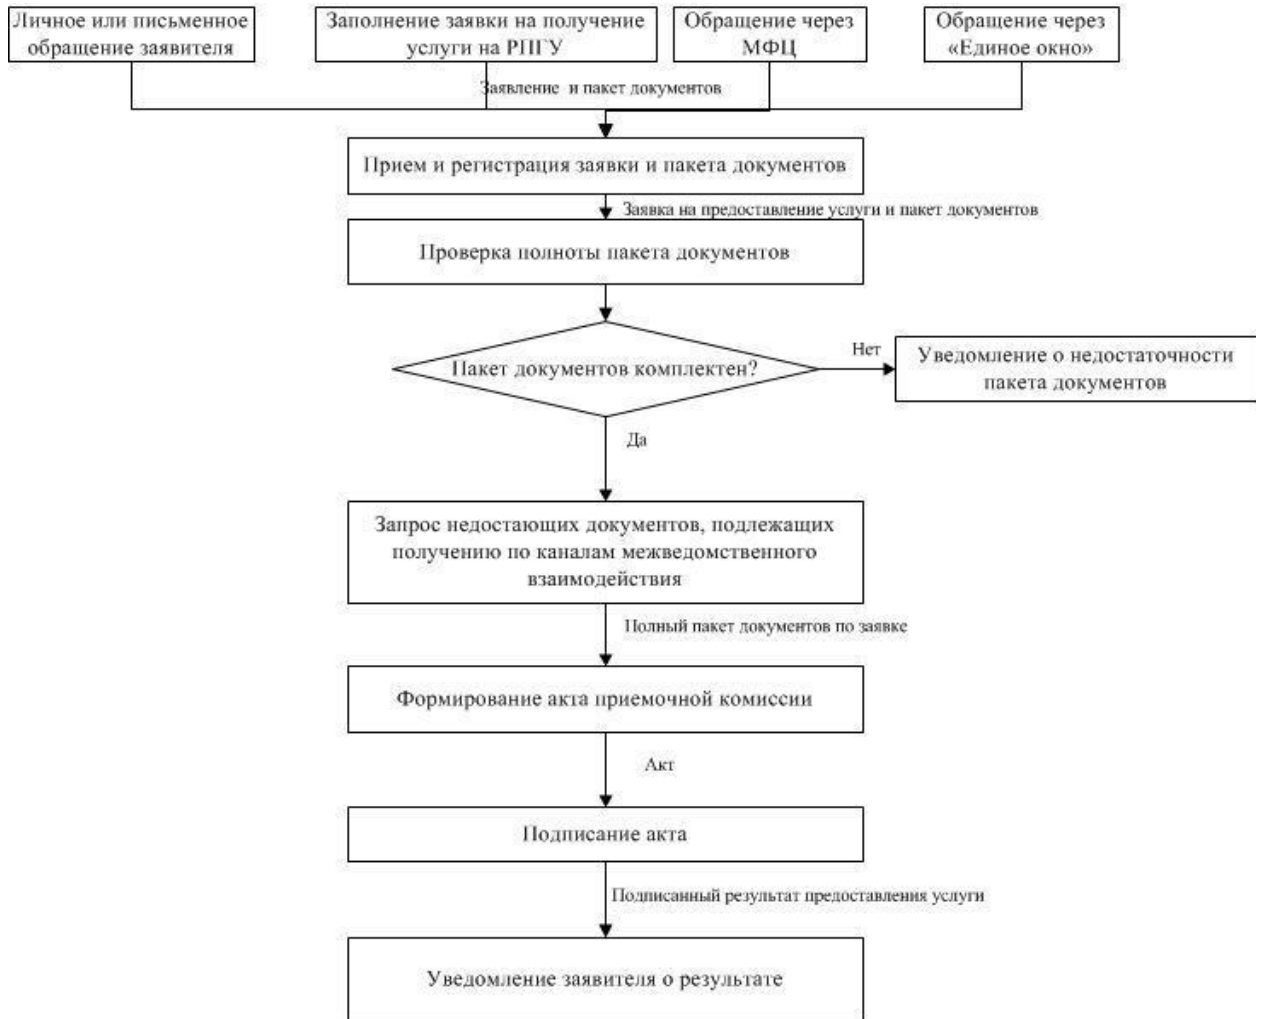 Личное или письменное
обращение заявителя
Заполнение заявки на получение
услуги на РПГУ
Обращение через
МФЦ
Обращение через
«Единое окно»
Заявление и пакет документов
Прием и регистрация заявки и пакета документов
Заявка на предоставление услуги и пакет документов
Проверка полноты пакета документов
Пакет документов комплектен?
Нет
Уведомление о недостаточности
пакета документов
Да
Запрос недостающих документов, подлежащих
получению по каналам межведомственного
взаимодействия
Полный пакет документов по заявке
Формирование акта приемочной комиссии
Акт
Подписание акта
Подписанный результат предоставления услуги
Уведомление заявителя о результате